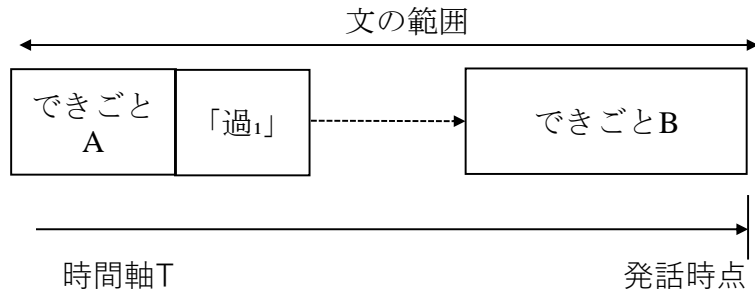 文の範囲
できごと
A
「過₁」
できごとB
時間軸T
発話時点